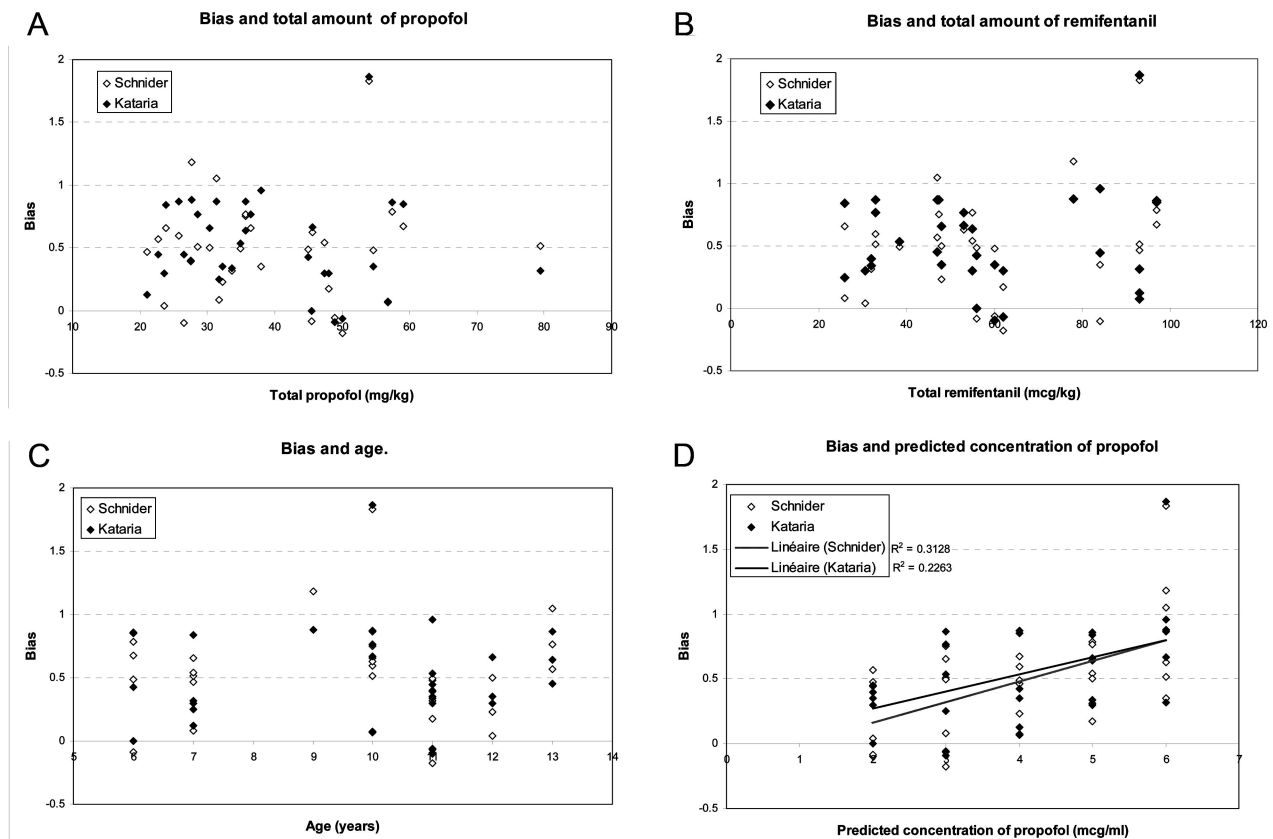 A
Bias and total amount of propofol
2
1.5
1
0.5
0
-0.5
Bias
Schnider
Kataria
10 20 30 40 50 60 70 80 90
Total propofol (mg/kg)
B
Bias and total amount of remifentanil
2
1.5
1
0.5
0
-0.5
Bias
Schnider
Kataria
0 20 40 60 80 100 120
Total remifentanil (mcg/kg)
C
Bias and age.
2
1.5
1
0.5
0
-0.5
Bias
Schnider
Kataria
5 6 7 8 9 10 11 12 13 14
Age (years)
D
Bias and predicted concentration of propofol
2
1.5
1
0.5
0
-0.5
Bias
Schnider
Kataria
Linéaire (Schnider) R² = 0.3128
Linéaire (Kataria) R² = 0.2263
0 1 2 3 4 5 6 7
Predicted concentration of propofol (mcg/ml)